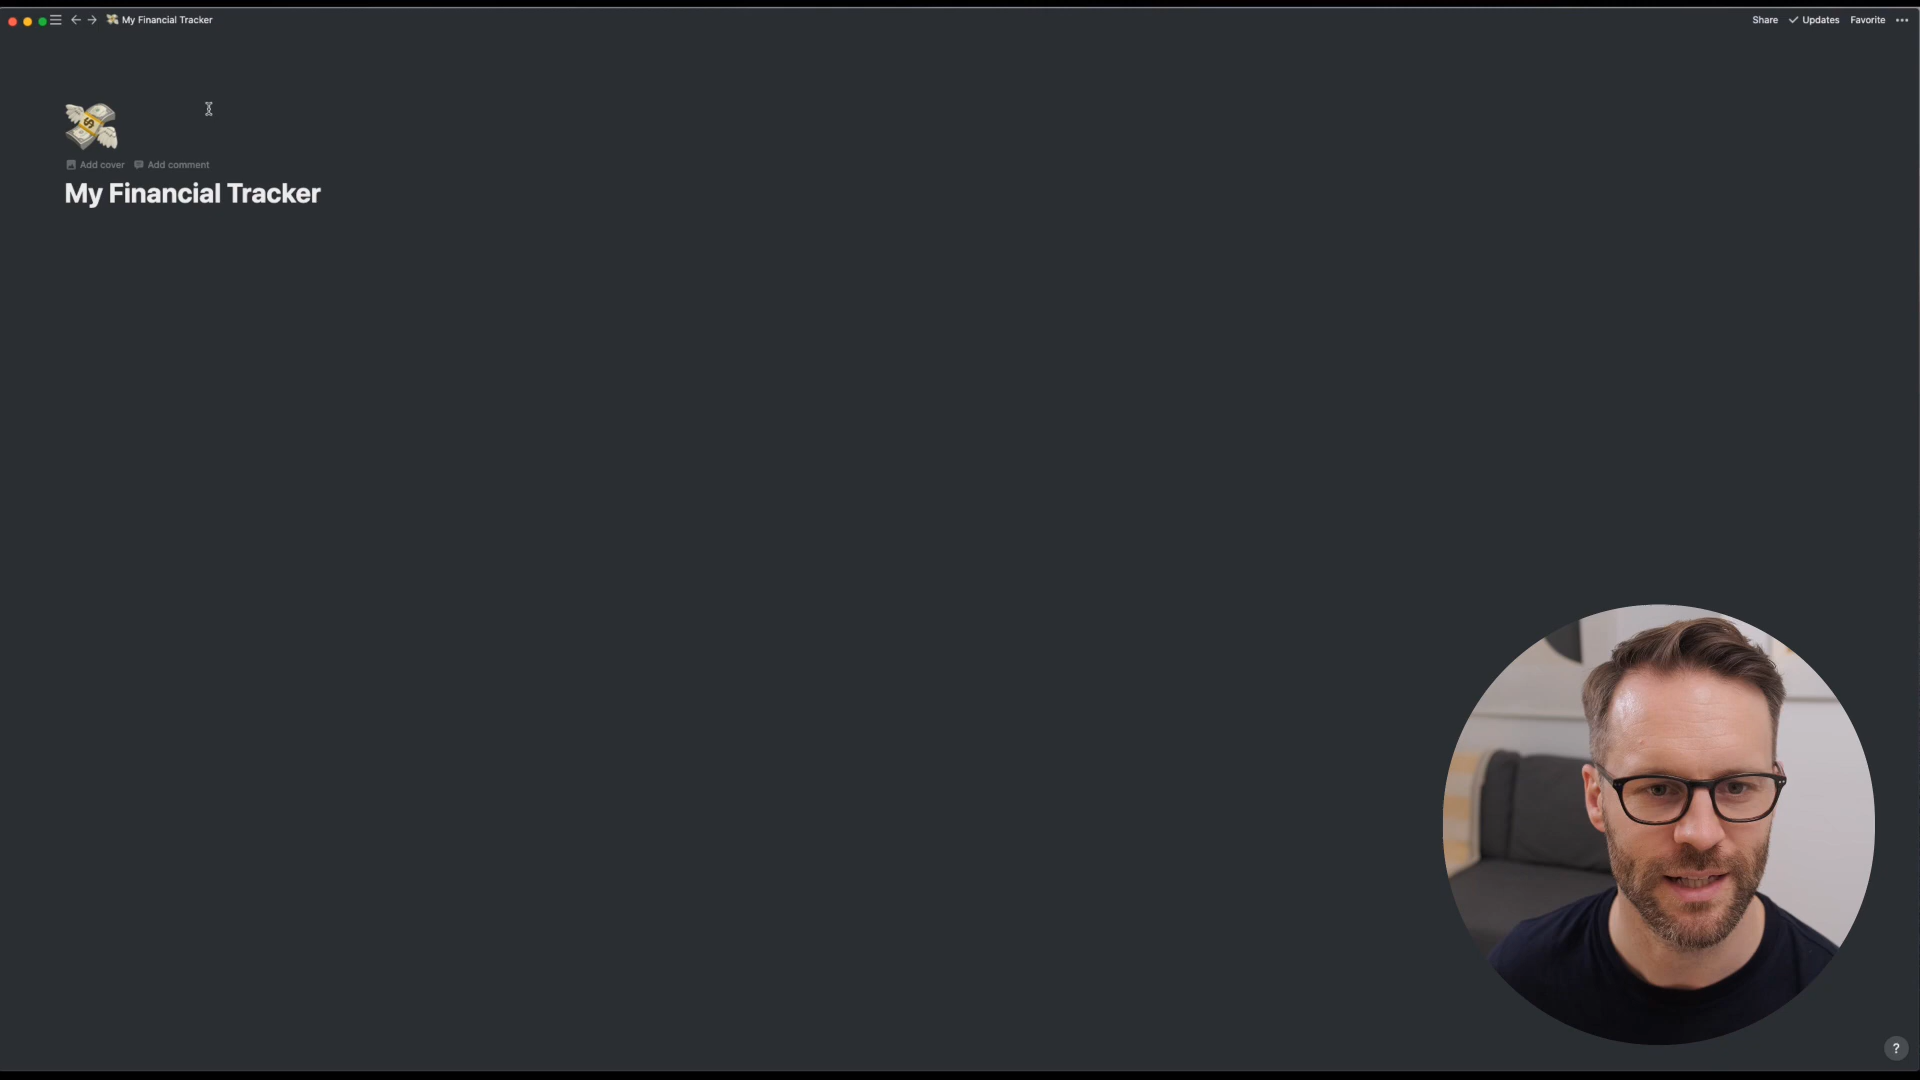 My Financial Tracker
Share Updates Favorite
Add cover Add comment
My Financial Tracker
?